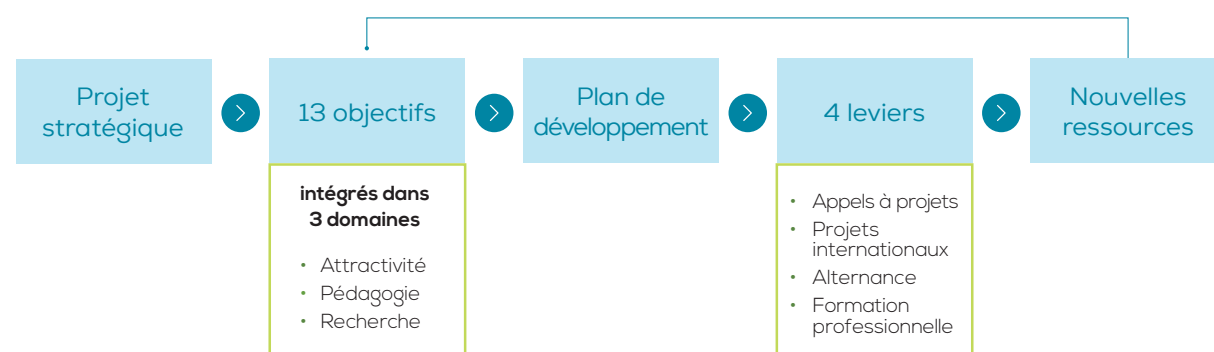 Projet
stratégique
13 objectifs
Plan de
développement
4 leviers
Nouvelles
ressources
intégrés dans
3 domaines
• Attractivité
• Pédagogie
• Recherche
• Appels à projets
• Projets
internationaux
• Alternance
• Formation
professionnelle